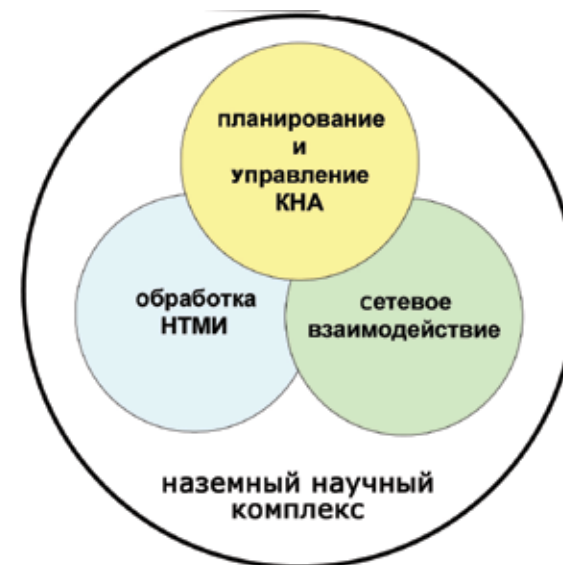 планирование
и
управление
КНА
обработка
НТМИ
сетевое
взаимодействие
наземный научный
комплекс